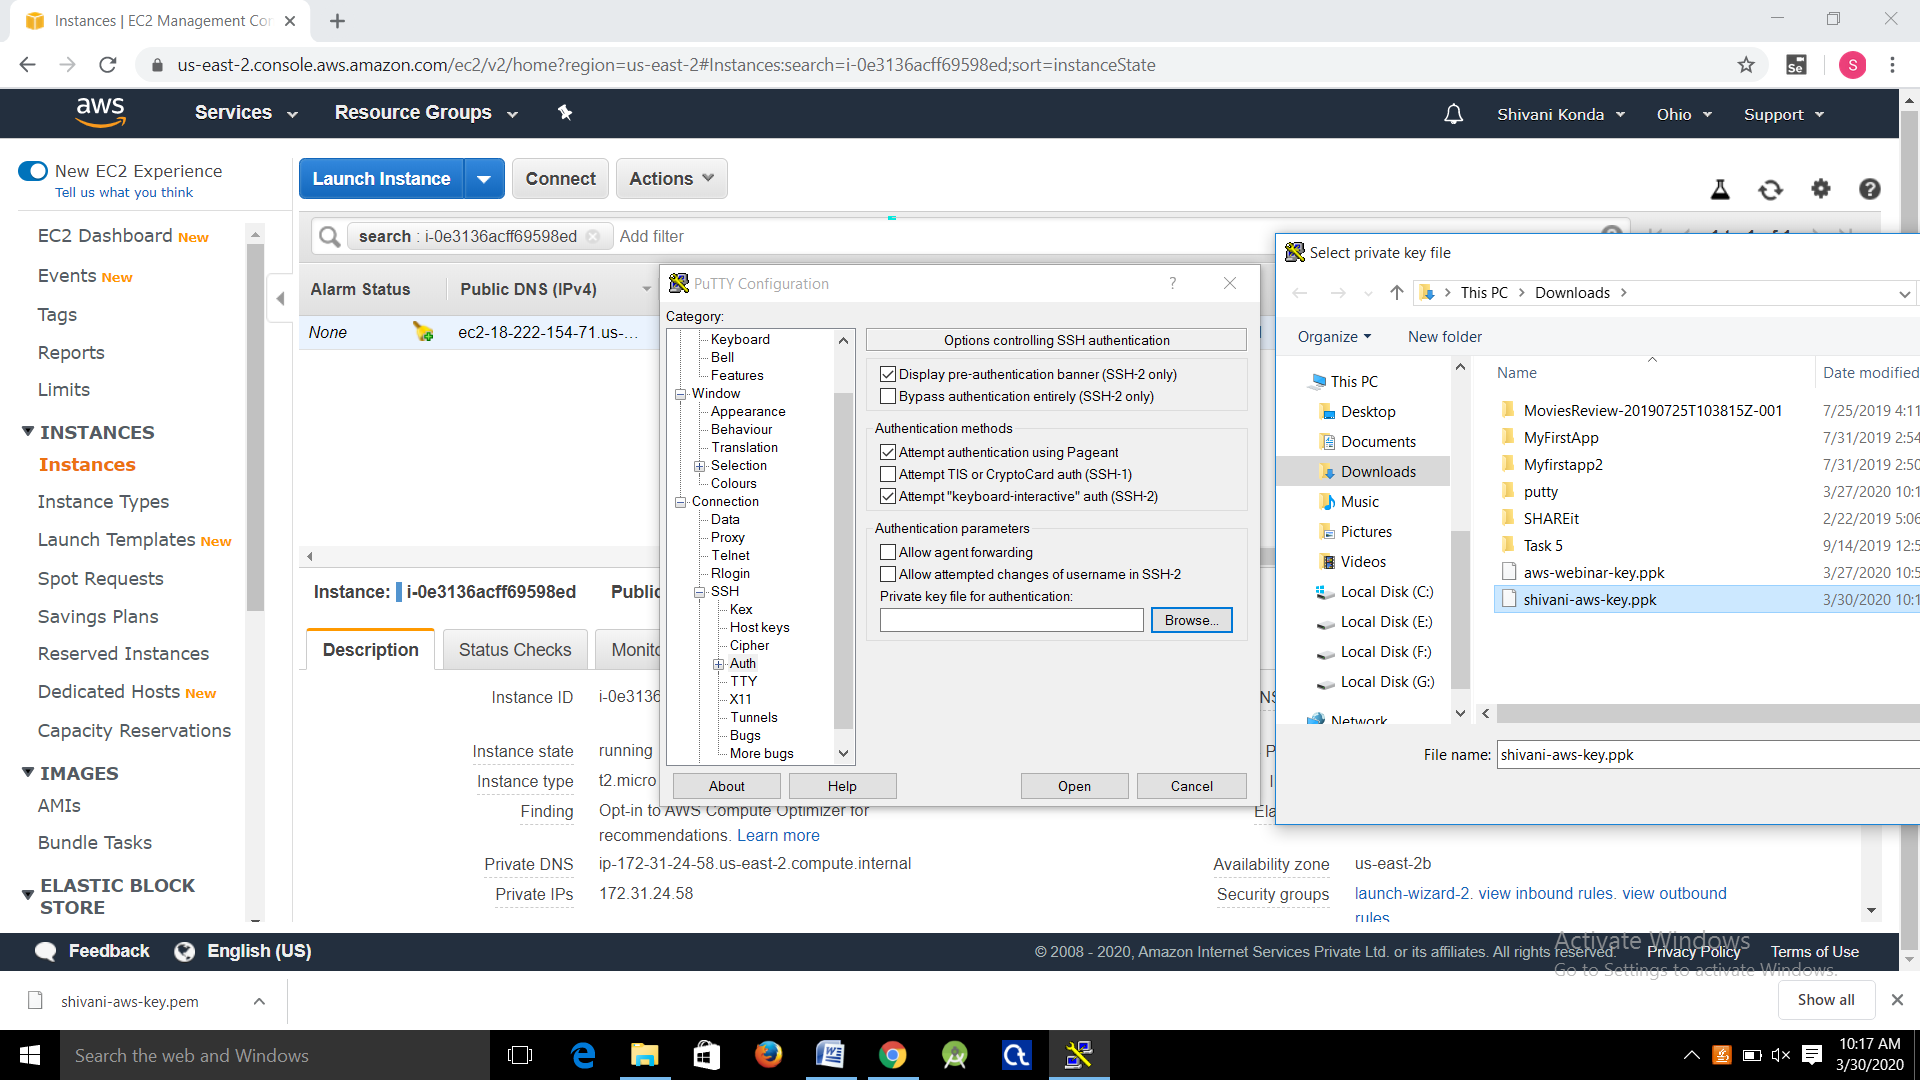 Instances | EC2 Management Con
us-east-2.console.aws.amazon.com/ec2/v2/home?region=us-east-2#Instances:search=i-0e3136acff69598ed;sort=instanceState
Se
S
aws
Services
Resource Groups
Shivani Konda
Ohio
Support
New EC2 Experience
Tell us what you think
Launch Instance
Connect
Actions
search : i-0e3136acff69598ed
Add filter
EC2 Dashboard New
Events New
Tags
Reports
Limits
INSTANCES
Instances
Instance Types
Launch Templates New
Spot Requests
Savings Plans
Reserved Instances
Dedicated Hosts New
Capacity Reservations
IMAGES
AMIs
Bundle Tasks
ELASTIC BLOCK
STORE
Alarm Status
Public DNS (IPv4)
None
ec2-18-222-154-71.us-...
Instance: i-0e3136acff69598ed
Public
Description
Status Checks
Monito
Instance ID
i-0e3136
Instance state
running
Instance type
t2.micro
Finding
Opt-in to AWS Compute Optimizer for
recommendations. Learn more
Private DNS
ip-172-31-24-58.us-east-2.compute.internal
Private IPs
172.31.24.58
Availability zone
us-east-2b
Security groups
launch-wizard-2. view inbound rules. view outbound
rules
PuTTY Configuration
?
Category:
Keyboard
Bell
Features
Window
Appearance
Behaviour
Translation
Selection
Colours
Connection
Data
Proxy
Telnet
Rlogin
SSH
Kex
Host keys
Cipher
Auth
TTY
X11
Tunnels
Bugs
More bugs
Options controlling SSH authentication
Display pre-authentication banner (SSH-2 only)
Bypass authentication entirely (SSH-2 only)
Authentication methods
Attempt authentication using Pageant
Attempt TIS or CryptoCard auth (SSH-1)
Attempt "keyboard-interactive" auth (SSH-2)
Authentication parameters
Allow agent forwarding
Allow attempted changes of username in SSH-2
Private key file for authentication:
Browse...
About
Help
Open
Cancel
Select private key file
This PC
Downloads
Organize
New folder
This PC
Desktop
Documents
Downloads
Music
Pictures
Videos
Local Disk (C:)
Local Disk (E:)
Local Disk (F:)
Local Disk (G:)
Network
Name
Date modified
MoviesReview-20190725T103815Z-001
7/25/2019 4:11
MyFirstApp
7/31/2019 2:54
Myfirstapp2
7/31/2019 2:50
putty
3/27/2020 10:1
SHAREit
2/22/2019 5:06
Task 5
9/14/2019 12:5
aws-webinar-key.ppk
3/27/2020 10:5
shivani-aws-key.ppk
3/30/2020 10:1
File name:
shivani-aws-key.ppk
Feedback
English (US)
© 2008 - 2020, Amazon Internet Services Private Ltd. or its affiliates. All rights reserved.
Privacy Policy
Terms of Use
Activate Windows
Go to Settings to activate Windows.
shivani-aws-key.pem
Show all
Search the web and Windows
10:17 AM
3/30/2020